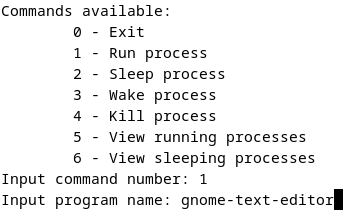 Commands available:
        0 - Exit
        1 - Run process
        2 - Sleep process
        3 - Wake process
        4 - Kill process
        5 - View running processes
        6 - View sleeping processes
Input command number: 1
Input program name: gnome-text-editor